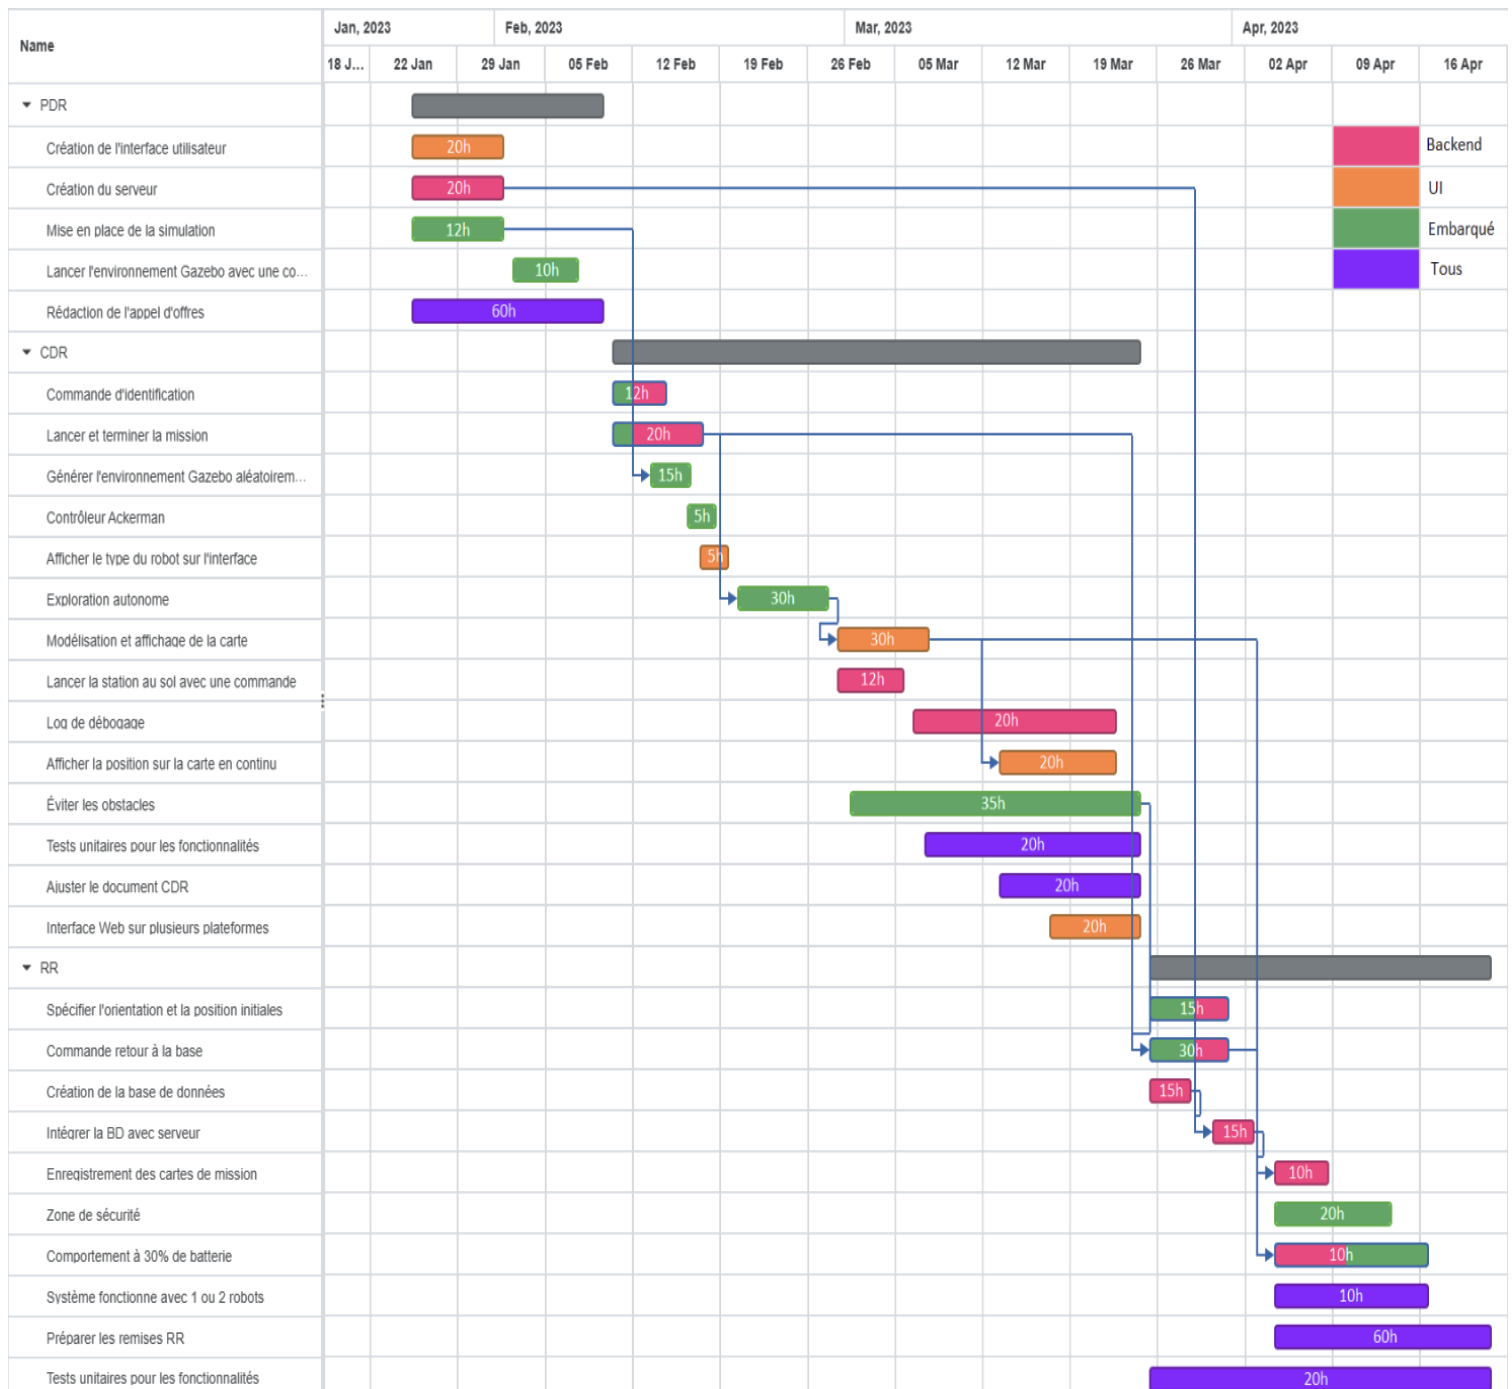 Name
Jan, 2023
Feb, 2023
Mar, 2023
Apr, 2023
18 J...
22 Jan
29 Jan
05 Feb
12 Feb
19 Feb
26 Feb
05 Mar
12 Mar
19 Mar
26 Mar
02 Apr
09 Apr
16 Apr
PDR
Création de l'interface utilisateur
20h
Backend
Création du serveur
20h
UI
Mise en place de la simulation
12h
Embarqué
Lancer l'environnement Gazebo avec une co...
10h
Tous
Rédaction de l'appel d'offres
60h
CDR
Commande d'identification
12h
Lancer et terminer la mission
20h
Générer l'environnement Gazebo aléatoirem...
15h
Contrôleur Ackerman
5h
Afficher le type du robot sur l'interface
5h
Exploration autonome
30h
Modélisation et affichage de la carte
30h
Lancer la station au sol avec une commande
12h
Log de débogage
20h
Afficher la position sur la carte en continu
20h
Éviter les obstacles
35h
Tests unitaires pour les fonctionnalités
20h
Ajuster le document CDR
20h
Interface Web sur plusieurs plateformes
20h
RR
Spécifier l'orientation et la position initiales
15h
Commande retour à la base
30h
Création de la base de données
15h
Intégrer la BD avec serveur
15h
Enregistrement des cartes de mission
10h
Zone de sécurité
20h
Comportement à 30% de batterie
10h
Système fonctionne avec 1 ou 2 robots
10h
Préparer les remises RR
60h
Tests unitaires pour les fonctionnalités
20h